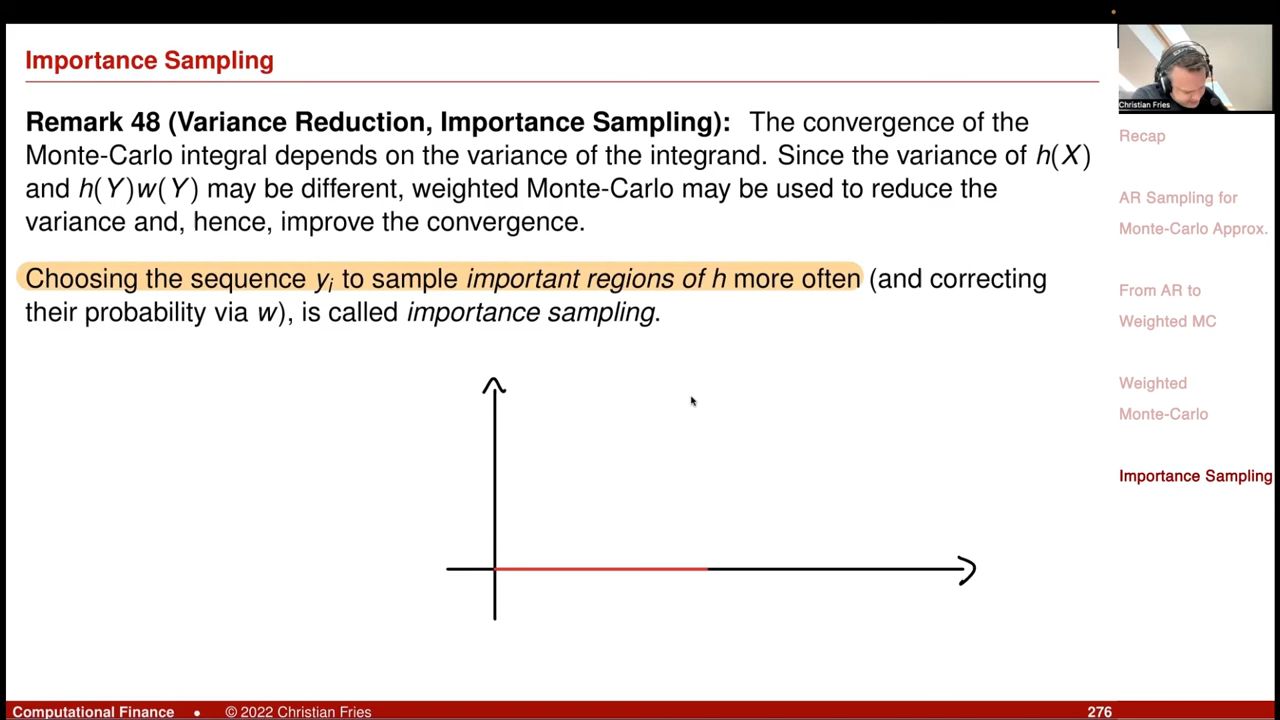 Importance Sampling
Remark 48 (Variance Reduction, Importance Sampling): The convergence of the
Monte-Carlo integral depends on the variance of the integrand. Since the variance of h(X)
and h(Y)w(Y) may be different, weighted Monte-Carlo may be used to reduce the
variance and, hence, improve the convergence.
Choosing the sequence yᵢ to sample important regions of h more often (and correcting
their probability via w), is called importance sampling.
Christian Fries
Recap
AR Sampling for
Monte-Carlo Approx.
From AR to
Weighted MC
Weighted
Monte-Carlo
Importance Sampling
Computational Finance • © 2022 Christian Fries 276